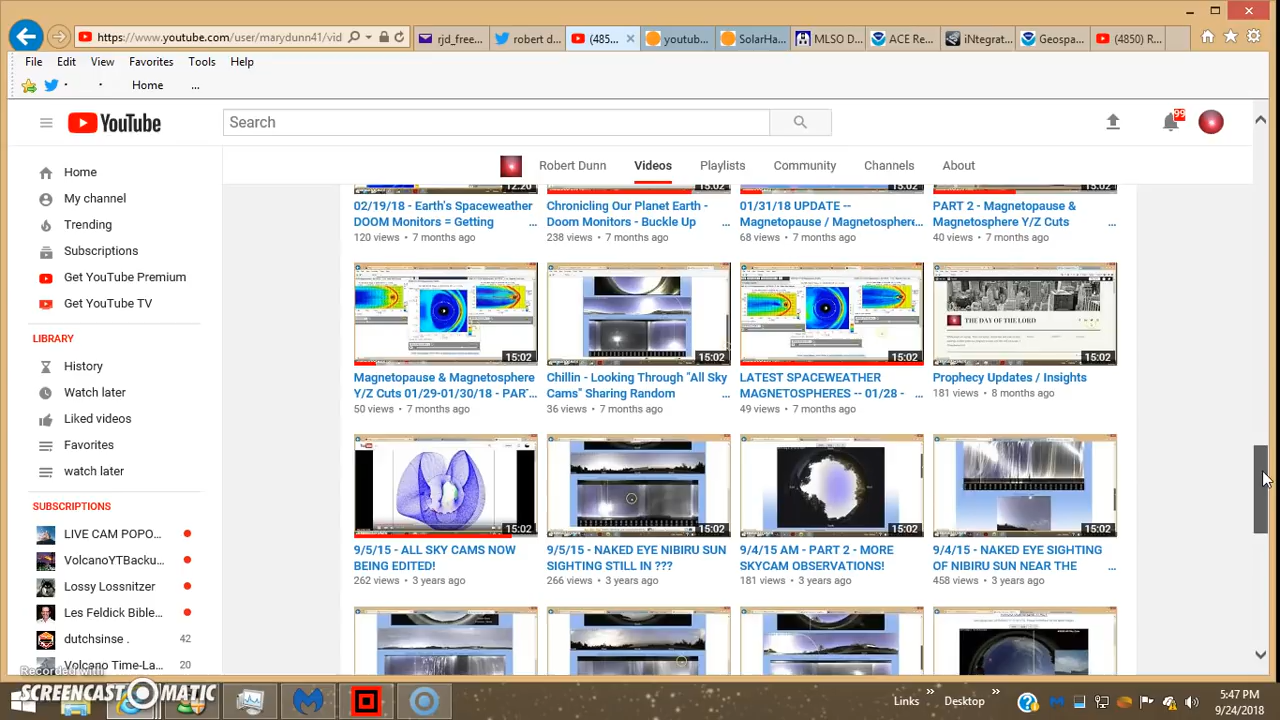 https://www.youtube.com/user/marydunn41/vid
rjd_free...
robert d...
(485...
youtub...
SolarHa...
MLSO D...
ACE Re...
iNtegrat...
Geospa...
(4850) R...
File Edit View Favorites Tools Help
Home ...
YouTube
Search
99
Robert Dunn Videos Playlists Community Channels About
Home
My channel
Trending
Subscriptions
Get YouTube Premium
Get YouTube TV
LIBRARY
History
Watch later
Liked videos
Favorites
watch later
SUBSCRIPTIONS
LIVE CAM POPO...
VolcanoYTBacku...
Lossy Lossnitzer
Les Feldick Bible...
dutchsinse . 42
Volcano Time-La... 20
12:20
02/19/18 - Earth's Spaceweather
DOOM Monitors = Getting ...
120 views • 7 months ago
15:02
Chronicling Our Planet Earth -
Doom Monitors - Buckle Up ...
238 views • 7 months ago
15:02
01/31/18 UPDATE --
Magnetopause / Magnetosphere...
68 views • 7 months ago
15:02
PART 2 - Magnetopause &
Magnetosphere Y/Z Cuts ...
40 views • 7 months ago
15:02
Magnetopause & Magnetosphere
Y/Z Cuts 01/29-01/30/18 - PAR'...
50 views • 7 months ago
15:02
Chillin - Looking Through "All Sky
Cams" Sharing Random ...
36 views • 7 months ago
15:02
LATEST SPACEWEATHER
MAGNETOSPHERES -- 01/28 - ...
49 views • 7 months ago
THE DAY OF THE LORD
15:02
Prophecy Updates / Insights
181 views • 8 months ago
15:02
9/5/15 - ALL SKY CAMS NOW
BEING EDITED!
262 views • 3 years ago
15:02
9/5/15 - NAKED EYE NIBIRU SUN
SIGHTING STILL IN ???
266 views • 3 years ago
15:02
9/4/15 AM - PART 2 - MORE
SKYCAM OBSERVATIONS!
181 views • 3 years ago
15:02
9/4/15 - NAKED EYE SIGHTING
OF NIBIRU SUN NEAR THE ...
458 views • 3 years ago
Recorded with
SCREENCAST-O-MATIC
Links » Desktop »
5:47 PM
9/24/2018